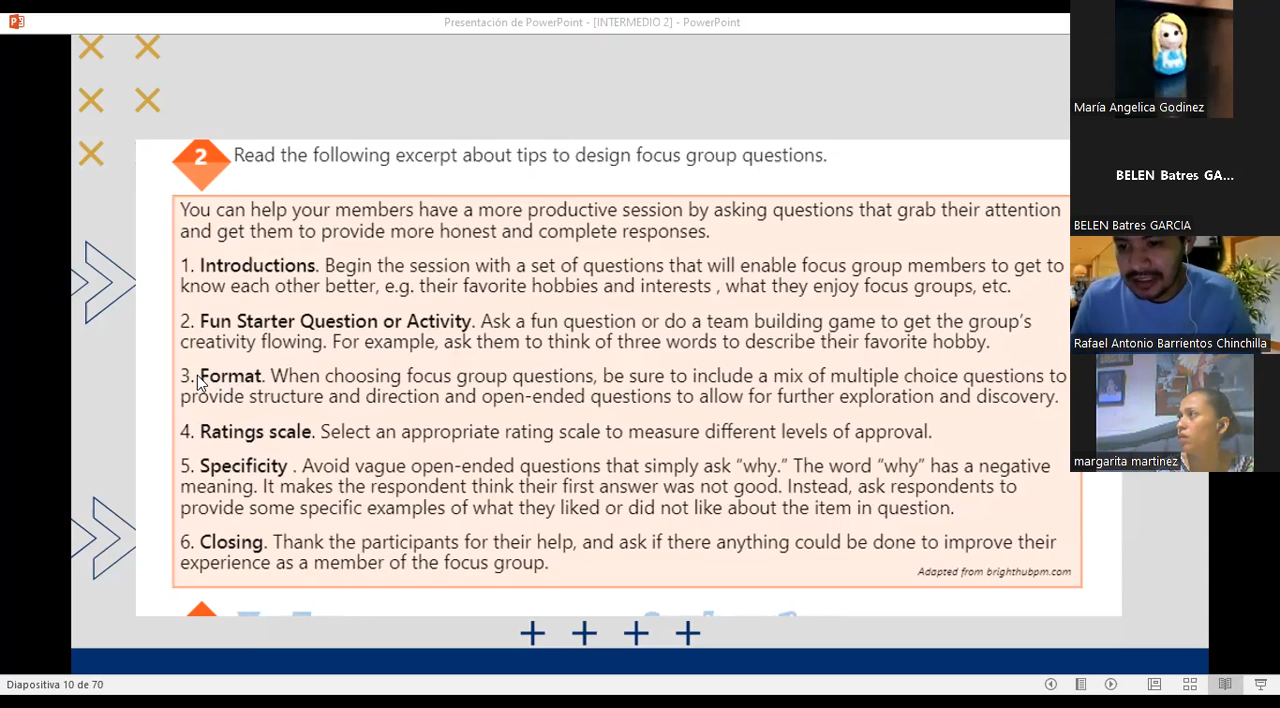 Presentación de PowerPoint - [INTERMEDIO 2] - PowerPoint
María Angelica Godinez
BELEN Batres GA...
BELEN Batres GARCIA
Rafael Antonio Barrientos Chinchilla
margarita martinez
2
Read the following excerpt about tips to design focus group questions.
You can help your members have a more productive session by asking questions that grab their attention
and get them to provide more honest and complete responses.
1. Introductions. Begin the session with a set of questions that will enable focus group members to get to
know each other better, e.g. their favorite hobbies and interests , what they enjoy focus groups, etc.
2. Fun Starter Question or Activity. Ask a fun question or do a team building game to get the group's
creativity flowing. For example, ask them to think of three words to describe their favorite hobby.
3. Format. When choosing focus group questions, be sure to include a mix of multiple choice questions to
provide structure and direction and open-ended questions to allow for further exploration and discovery.
4. Ratings scale. Select an appropriate rating scale to measure different levels of approval.
5. Specificity . Avoid vague open-ended questions that simply ask “why.” The word “why” has a negative
meaning. It makes the respondent think their first answer was not good. Instead, ask respondents to
provide some specific examples of what they liked or did not like about the item in question.
6. Closing. Thank the participants for their help, and ask if there anything could be done to improve their
experience as a member of the focus group.
Adapted from brighthubpm.com
Diapositiva 10 de 70